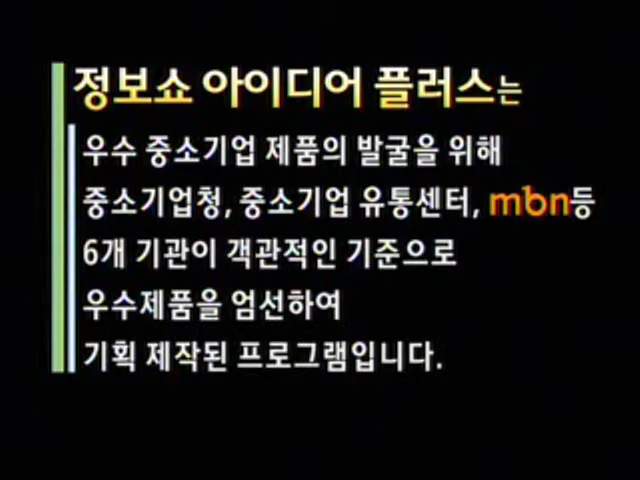 정보쇼 아이디어 플러스는
우수 중소기업 제품의 발굴을 위해
중소기업청, 중소기업 유통센터, mbn등
6개 기관이 객관적인 기준으로
우수제품을 엄선하여
기획 제작된 프로그램입니다.